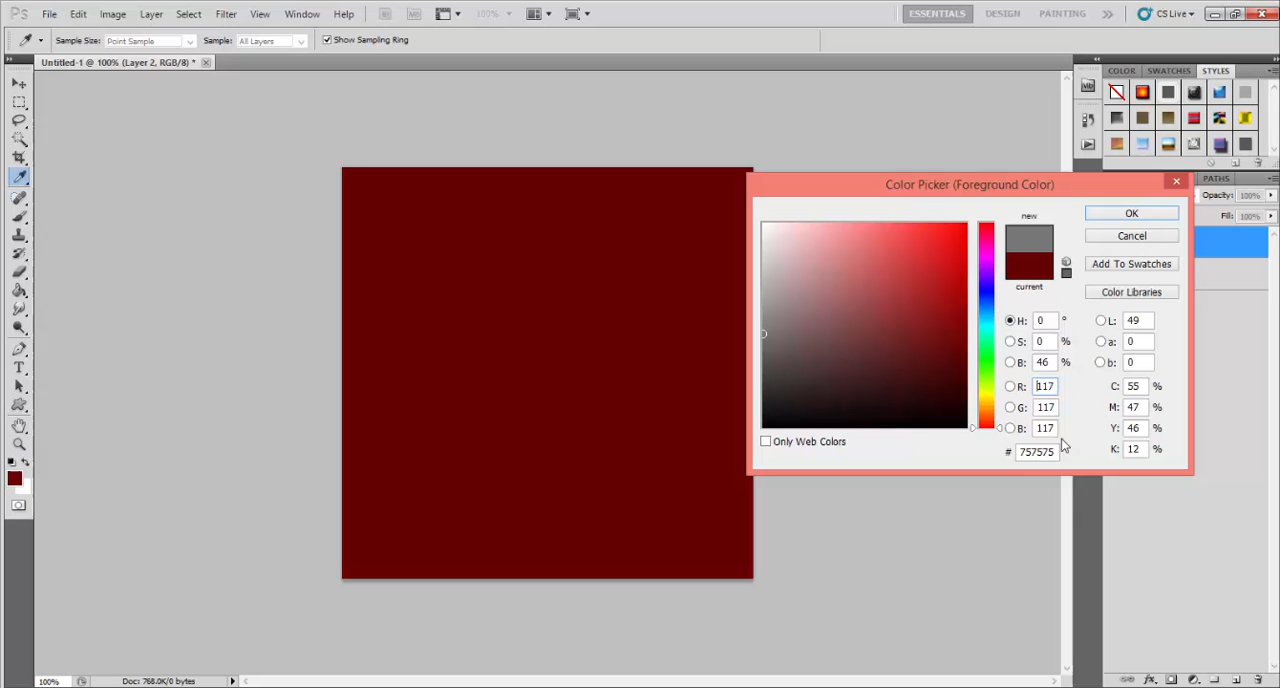 Ps File Edit Image Layer Select Filter View Window Help Br Mb 100% ESSENTIALS DESIGN PAINTING CS Live
Sample Size: Point Sample Sample: All Layers Show Sampling Ring
Untitled-1 @ 100% (Layer 2, RGB/8) *
COLOR SWATCHES STYLES
Mb
PATHS
Opacity: 100%
Fill: 100%
Color Picker (Foreground Color)
new
current
OK
Cancel
Add To Swatches
Color Libraries
H: 0 ° L: 49
S: 0 % a: 0
B: 46 % b: 0
R: 117 C: 55 %
G: 117 M: 47 %
B: 117 Y: 46 %
# 757575 K: 12 %
Only Web Colors
T
100% Doc: 768.0K/0 bytes
fx